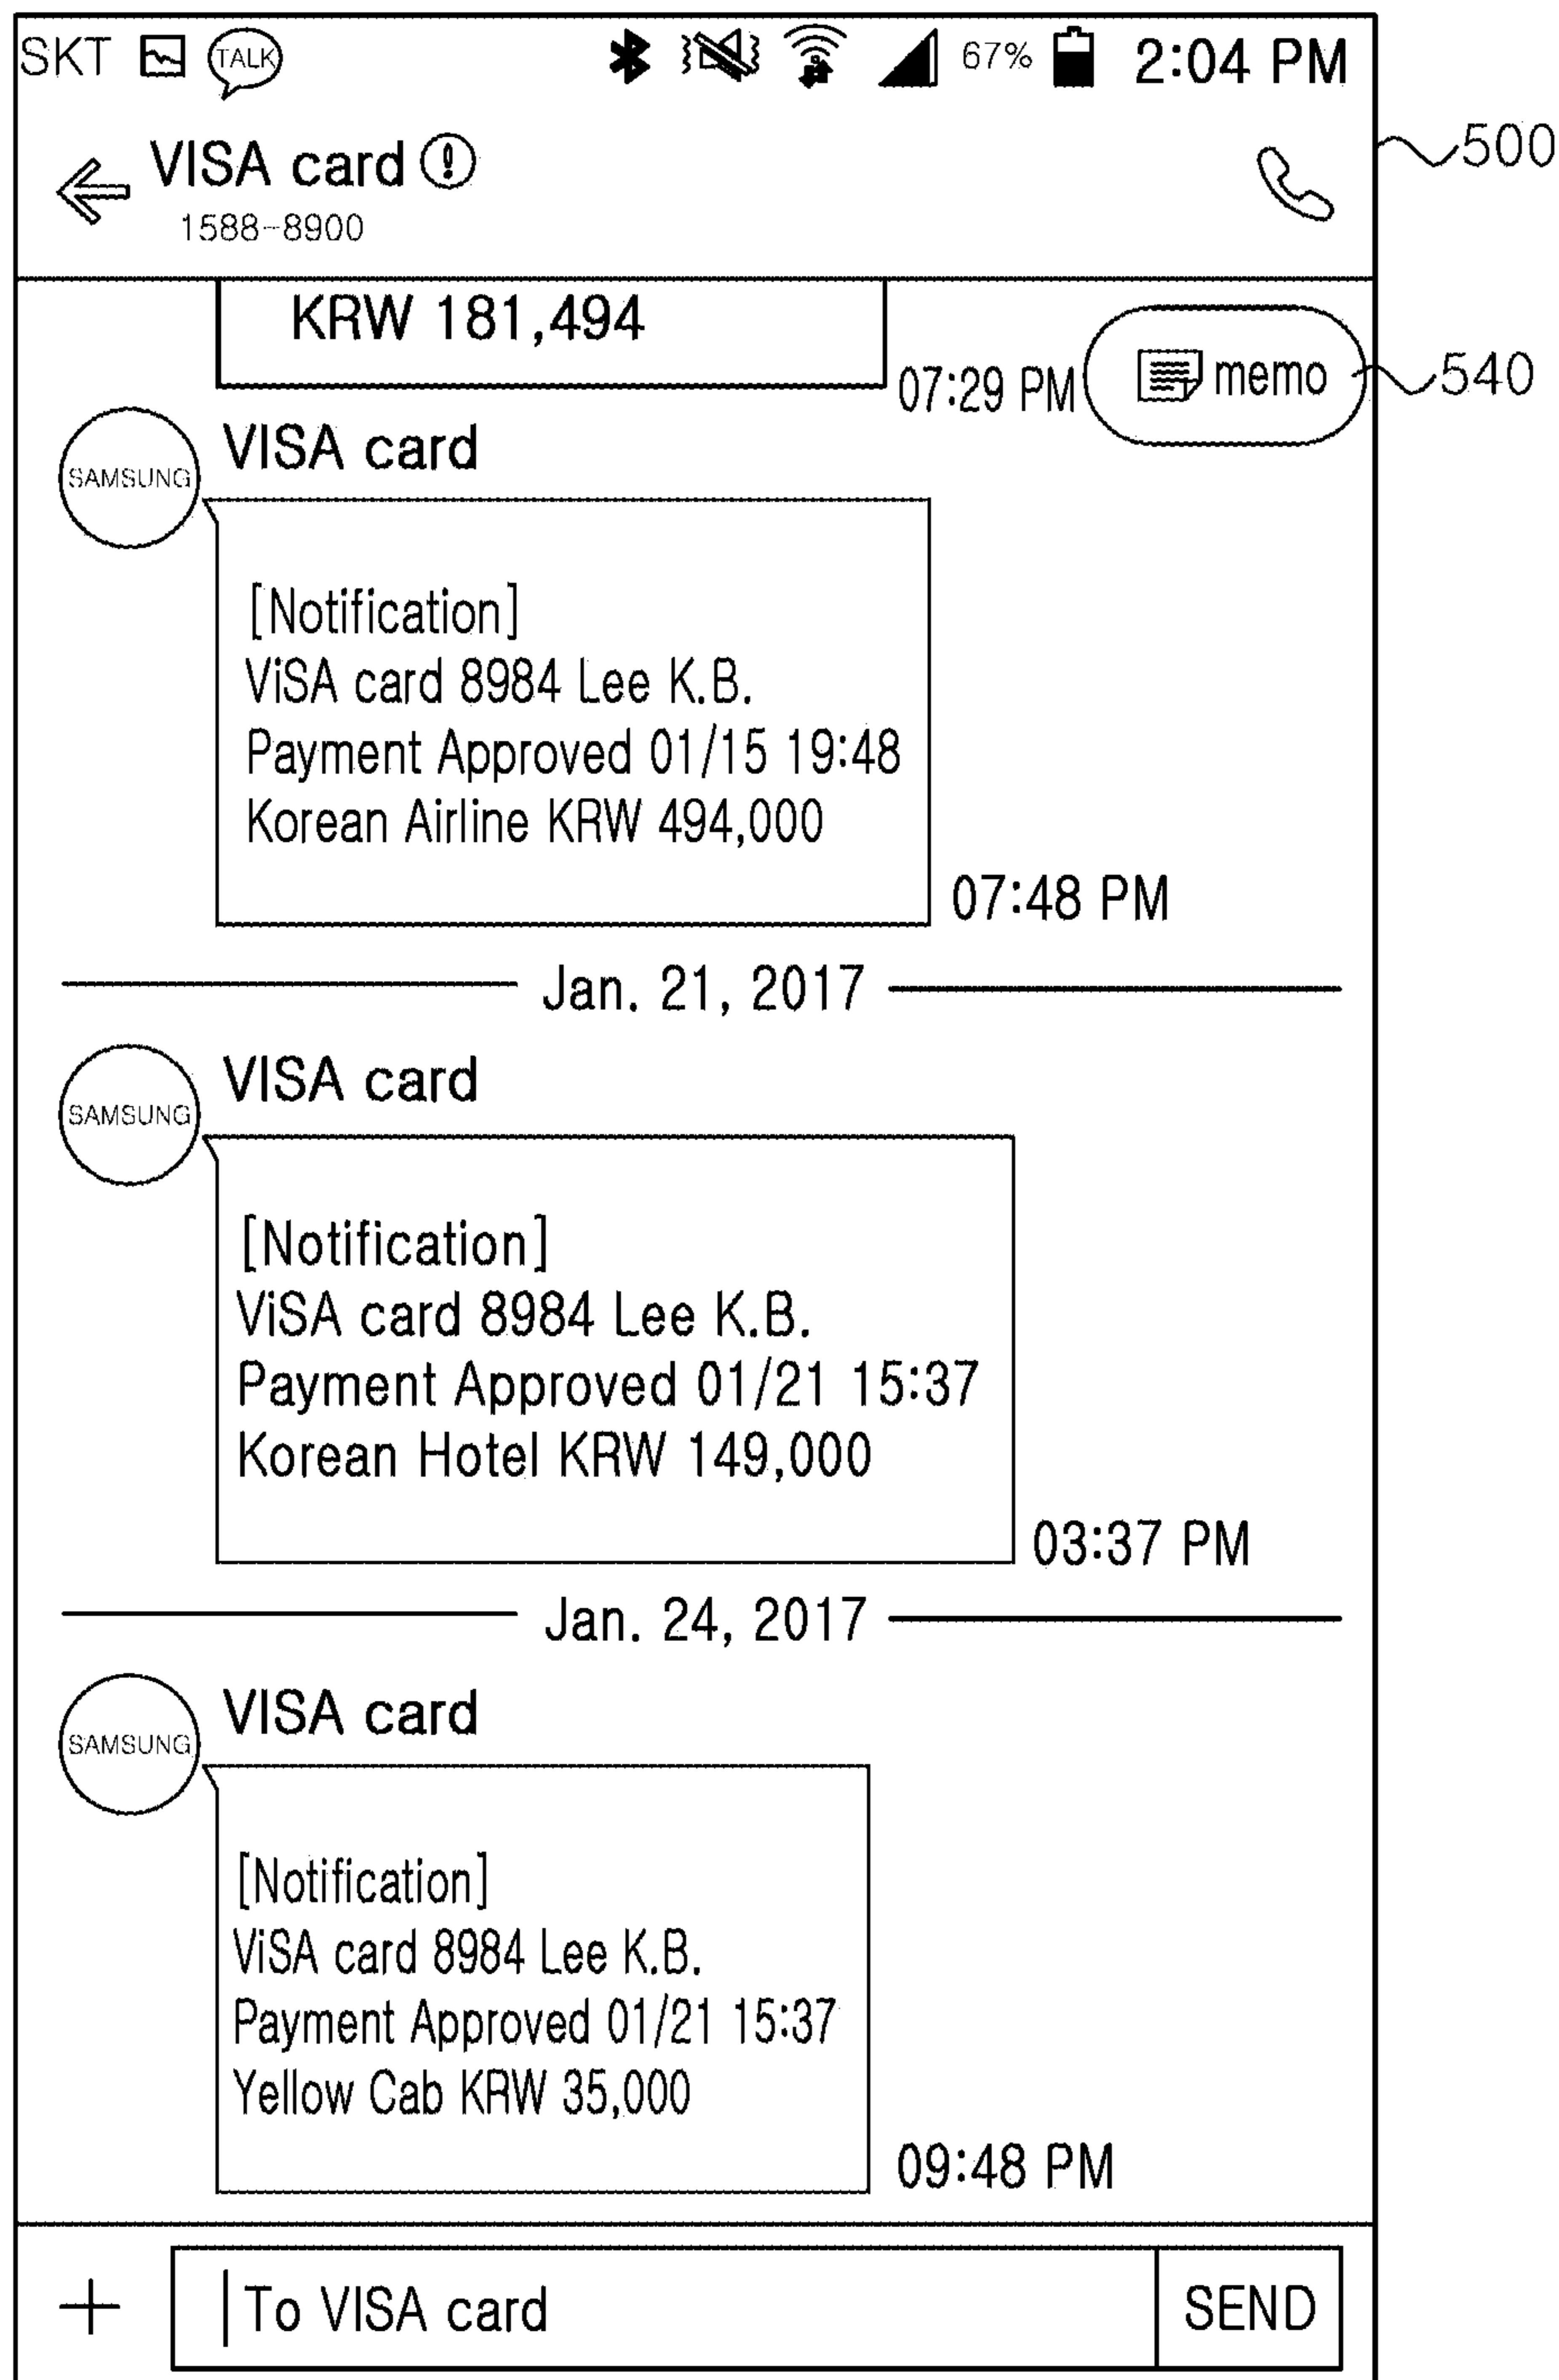 SKT TALK 67% 2:04 PM
VISA card
500
1588-8900
KRW 181,494
07:29 PM
memo
540
SAMSUNG
VISA card
[Notification]
ViSA card 8984 Lee K.B.
Payment Approved 01/15 19:48
Korean Airline KRW 494,000
07:48 PM
Jan. 21, 2017
SAMSUNG
VISA card
[Notification]
ViSA card 8984 Lee K.B.
Payment Approved 01/21 15:37
Korean Hotel KRW 149,000
03:37 PM
Jan. 24, 2017
SAMSUNG
VISA card
[Notification]
ViSA card 8984 Lee K.B.
Payment Approved 01/21 15:37
Yellow Cab KRW 35,000
09:48 PM
To VISA card
SEND